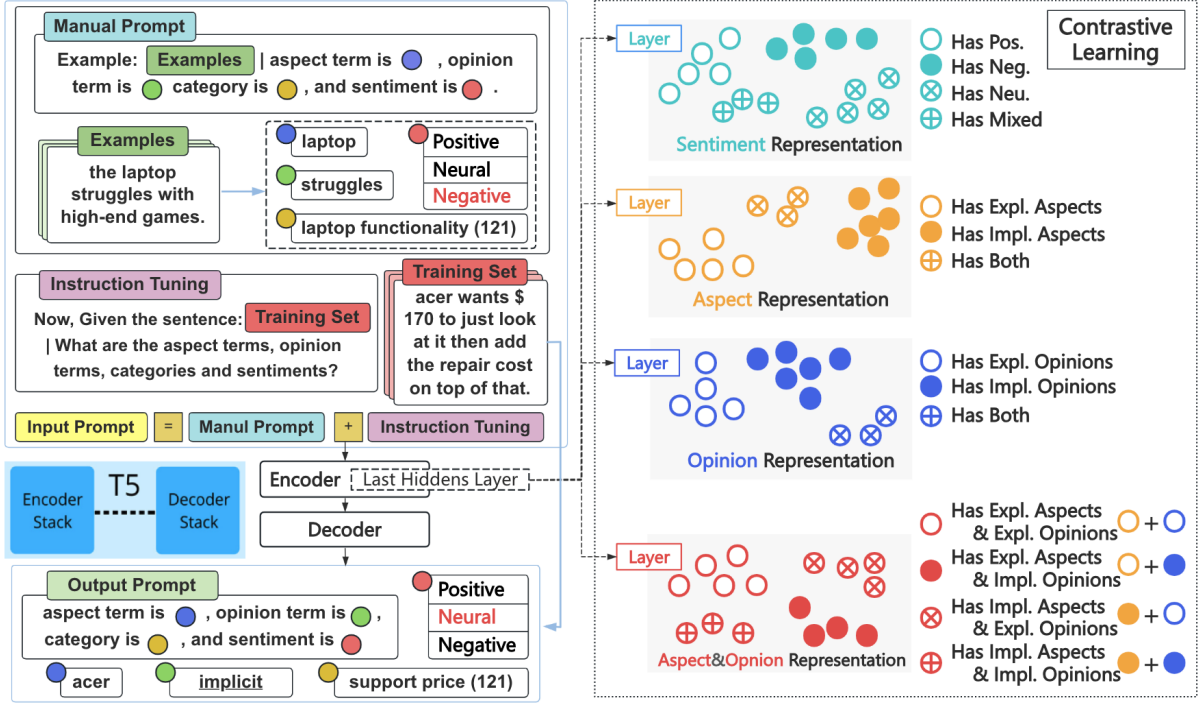 Manual Prompt
Example: Examples | aspect term is , opinion
term is category is , and sentiment is .
Examples
the laptop
struggles with
high-end games.
laptop
struggles
laptop functionality (121)
Positive
Neural
Negative
Instruction Tuning
Now, Given the sentence: Training Set
| What are the aspect terms, opinion
terms, categories and sentiments?
Training Set
acer wants $
170 to just look
at it then add
the repair cost
on top of that.
Input Prompt = Manul Prompt + Instruction Tuning
Encoder
Last Hiddens Layer
Decoder
T5
Encoder
Stack
Decoder
Stack
Output Prompt
aspect term is , opinion term is ,
category is , and sentiment is
Positive
Neural
Negative
acer
implicit
support price (121)
Contrastive
Learning
Layer
Sentiment Representation
Has Pos.
Has Neg.
Has Neu.
Has Mixed
Layer
Aspect Representation
Has Expl. Aspects
Has Impl. Aspects
Has Both
Layer
Opinion Representation
Has Expl. Opinions
Has Impl. Opinions
Has Both
Layer
Aspect&Opnion Representation
Has Expl. Aspects
& Expl. Opinions +
Has Expl. Aspects
& Impl. Opinions +
Has Impl. Aspects
& Expl. Opinions +
Has Impl. Aspects
& Impl. Opinions +